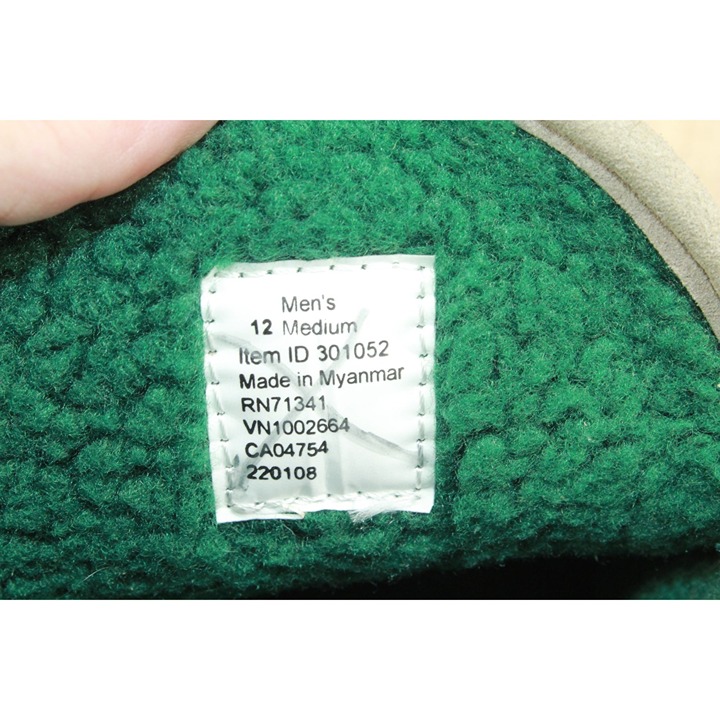 Men's
12 Medium
Item ID 301052
Made in Myanmar
RN71341
VN1002664
CA04754
220108